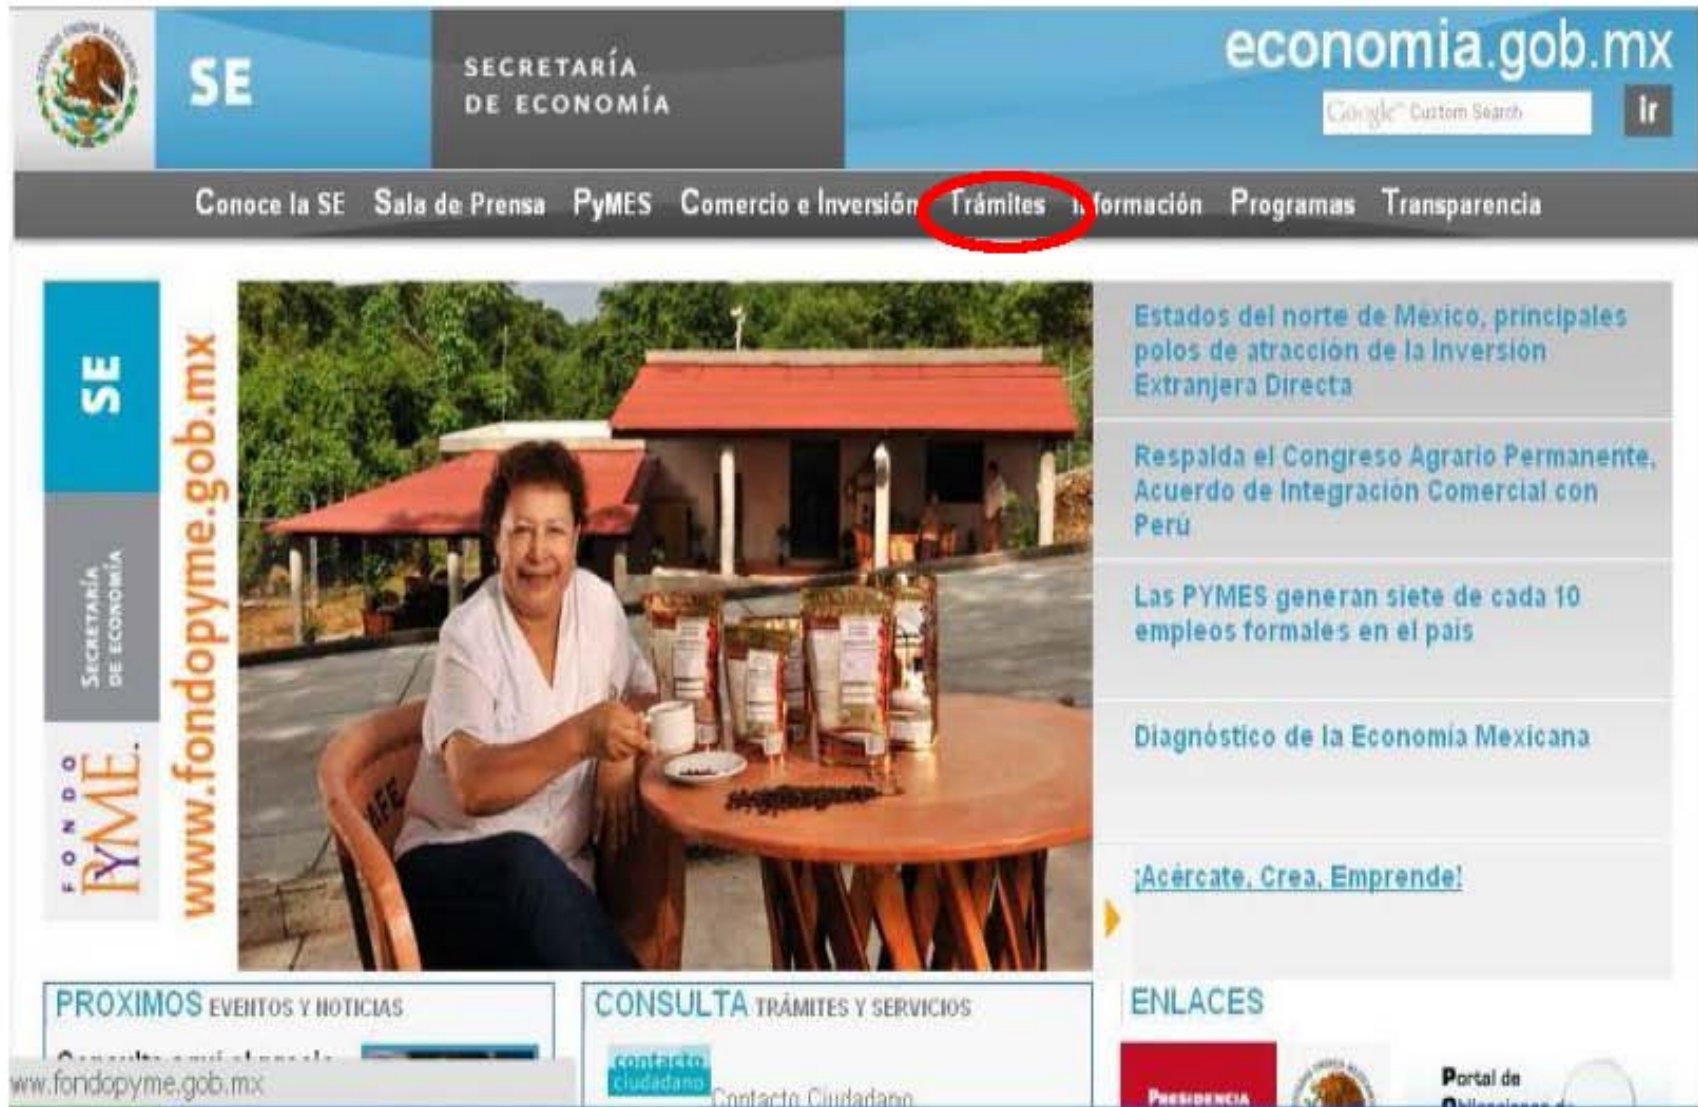 SE
SECRETARÍA
DE ECONOMÍA
economia.gob.mx
Google™ Custom Search
Ir
Conoce la SE Sala de Prensa PyMES Comercio e Inversión Trámites Información Programas Transparencia
SE
SECRETARÍA
DE ECONOMÍA
FONDO
PYME.
www.fondopyme.gob.mx
CAFE
Estados del norte de México, principales
polos de atracción de la Inversión
Extranjera Directa
Respalda el Congreso Agrario Permanente,
Acuerdo de Integración Comercial con
Perú
Las PYMES generan siete de cada 10
empleos formales en el país
Diagnóstico de la Economía Mexicana
¡Acércate, Crea, Emprende!
PROXIMOS EVENTOS Y NOTICIAS
CONSULTA TRÁMITES Y SERVICIOS
contacto
ciudadano
Contacto Ciudadano
ENLACES
PRESIDENCIA
Portal de
ww.fondopyme.gob.mx